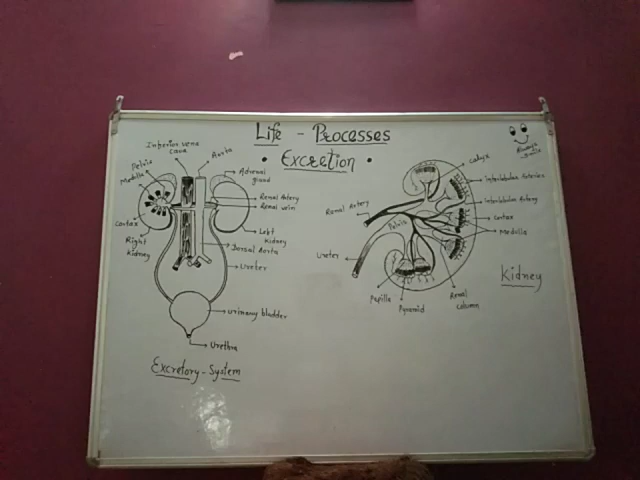 Life - Processes
• Excretion •
Always
smile
Inferior vena
cava
Aorta
Pelvis
Medulla
Adrenal
gland
Renal Artery
Renal vein
Cortex
Right
Kidney
Left
Kidney
Dorsal Aorta
Ureter
Urinary bladder
Urethra
Excretory - System
Calyx
Interlobular Arteries
Interlobular Artery
Renal Artery
Pelvis
Cortex
Medulla
Ureter
Papilla
Pyramid
Renal
column
Kidney